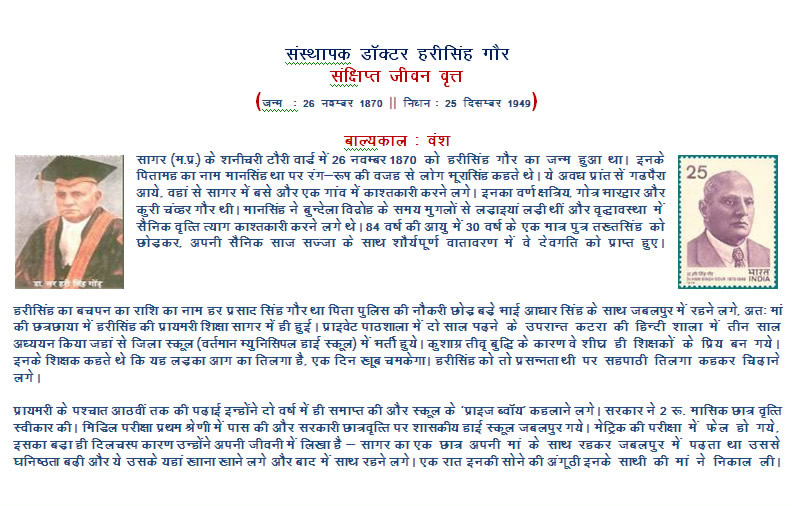 संस्थापक डॉक्टर हरीसिंह गौर
संक्षिप्त जीवन वृत्त
(जन्म : 26 नवम्बर 1870 || निधन : 25 दिसम्बर 1949)
बाल्यकाल : वंश
सागर (म.प्र.) के शनीचरी टौरी वार्ड में 26 नवम्बर 1870 को हरीसिंह गौर का जन्म हुआ था। इनके
पितामह का नाम मानसिंह था पर रंग–रूप की वजह से लोग भूरासिंह कहते थे। ये अवध प्रांत से गढपैरा
आये, वहां से सागर में बसे और एक गांव में काश्तकारी करने लगे। इनका वर्ण क्षत्रिय, गोत्र मारद्वार और
कुरी चंव्हर गौर थी। मानसिंह ने बुन्देला विद्रोह के समय मुगलों से लढाइयां लढी थीं और वृद्धावस्था में
सैनिक वृत्ति त्याग काश्तकारी करने लगे थे। 84 वर्ष की आयु में 30 वर्ष के एक मात्र पुत्र तख्तसिंह को
छोढकर, अपनी सैनिक साज सज्जा के साथ शौर्यपूर्ण वातावरण में वे देवगति को प्राप्त हुए।
डा. सर हरी सिंह गौड़
25
भारत
INDIA
हरीसिंह का बचपन का राशि का नाम हर प्रसाद सिंह गौर था पिता पुलिस की नौकरी छोढ बढे भाई आधार सिंह के साथ जबलपुर में रहने लगे, अतः मां
की छत्रछाया में हरीसिंह की प्रायमरी शिक्षा सागर में ही हुई। प्राइवेट पाठशाला में दो साल पढ़ने के उपरान्त कटरा की हिन्दी शाला में तीन साल
अध्ययन किया जहां से जिला स्कूल (वर्तमान म्युनिसिपल हाई स्कूल) में भर्ती हुये। कुशाग्र तीवृ बुद्धि के कारण वे शीघ्र ही शिक्षकों के प्रिय बन गये।
इनके शिक्षक कहते थे कि यह लढका आग का तिलगा है, एक दिन खूब चमकेगा। हरीसिंह को तो प्रसन्नता थी पर सहपाठी तिलगा कहकर चिढाने
लगे।
प्रायमरी के पश्चात आठवीं तक की पढ़ाई इन्होंने दो वर्ष में ही समाप्त की और स्कूल के 'प्राइज ब्वॉय' कहलाने लगे। सरकार ने 2 रू. मासिक छात्र वृत्ति
स्वीकार की। मिडिल परीक्षा प्रथम श्रेणी में पास की और सरकारी छात्रवृत्ति पर शासकीय हाई स्कूल जबलपुर गये। मेट्रिक की परीक्षा में फेल हो गये,
इसका बढा ही दिलचस्प कारण उन्होंने अपनी जीवनी में लिखा है – सागर का एक छात्र अपनी मां के साथ रहकर जबलपुर में पढ़ता था उससे
घनिष्ठता बढी और ये उसके यहां खाना खाने लगे और बाद में साथ रहने लगे। एक रात इनकी सोने की अंगूठी इनके साथी की मां ने निकाल ली।